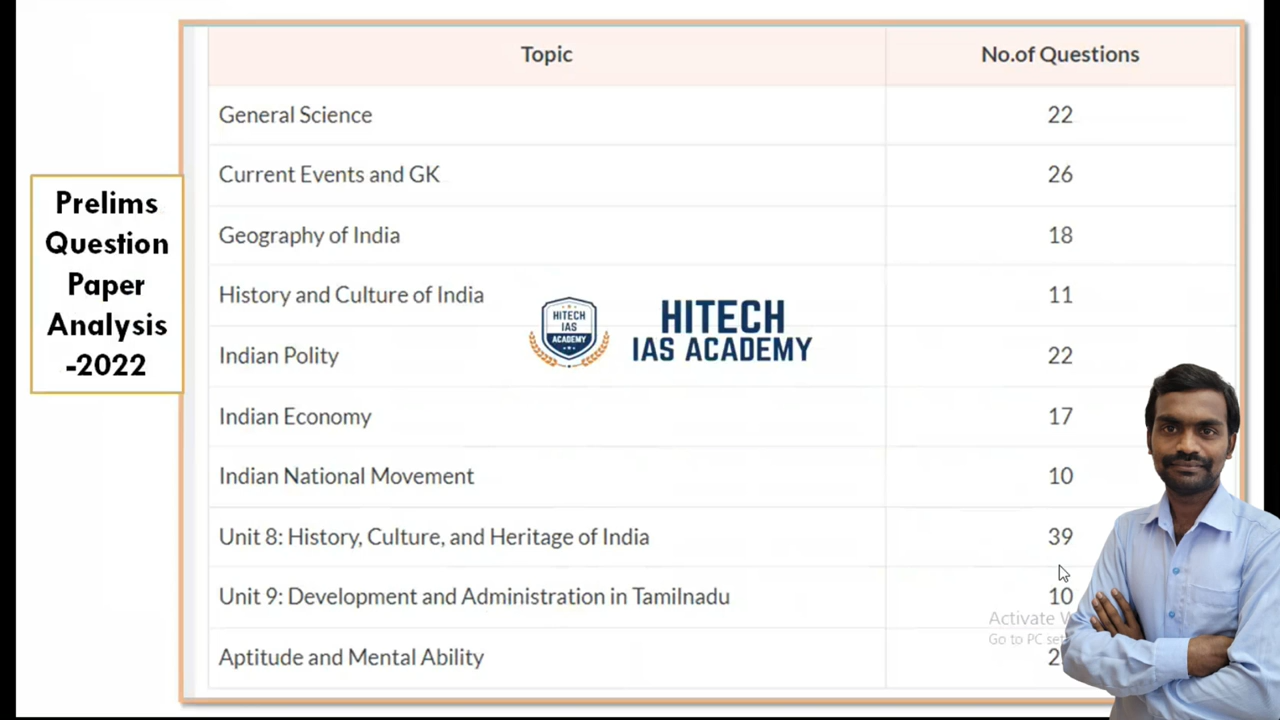 Topic No.of Questions
General Science 22
Current Events and GK 26
Geography of India 18
History and Culture of India 11
Indian Polity 22
Indian Economy 17
Indian National Movement 10
Unit 8: History, Culture, and Heritage of India 39
Unit 9: Development and Administration in Tamilnadu 10
Aptitude and Mental Ability
Prelims
Question
Paper
Analysis
-2022
HITECH
IAS
ACADEMY
HITECH
IAS ACADEMY
Activate
Go to PC